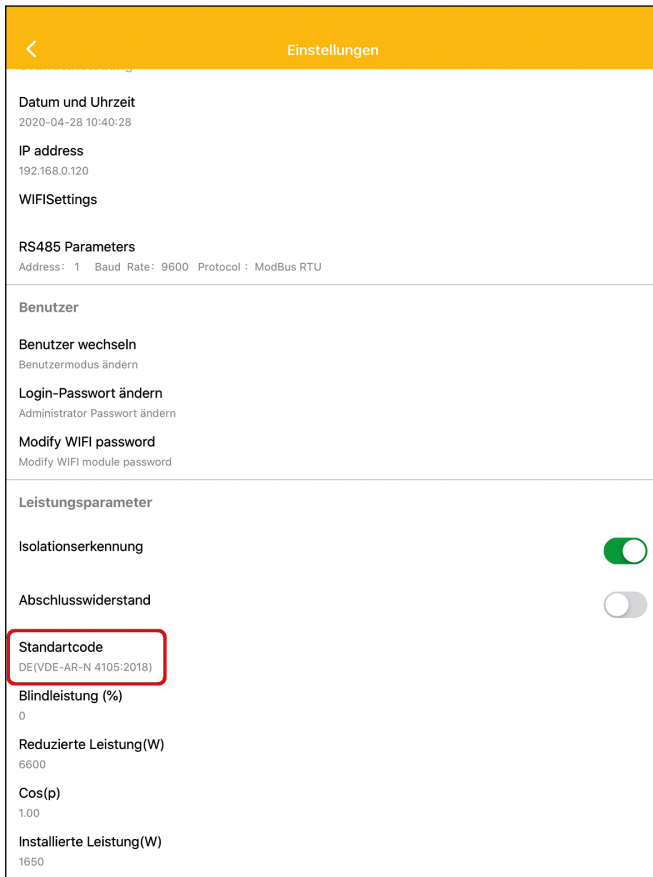 Einstellungen
Datum und Uhrzeit
2020-04-28 10:40:28
IP address
192.168.0.120
WIFISettings
RS485 Parameters
Address: 1 Baud Rate: 9600 Protocol : ModBus RTU
Benutzer
Benutzer wechseln
Benutzermodus ändern
Login-Passwort ändern
Administrator Passwort ändern
Modify WIFI password
Modify WIFI module password
Leistungsparameter
Isolationserkennung
Abschlusswiderstand
Standartcode
DE(VDE-AR-N 4105:2018)
Blindleistung (%)
0
Reduzierte Leistung(W)
6600
Cos(p)
1.00
Installierte Leistung(W)
1650